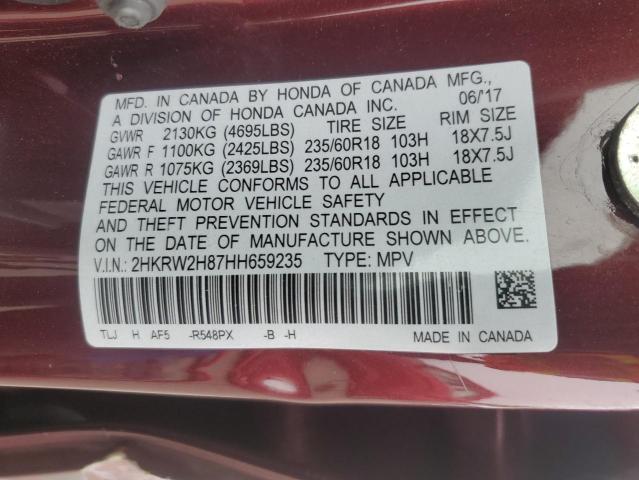 MFD. IN CANADA BY HONDA OF CANADA MFG.,
A DIVISION OF HONDA CANADA INC. 06/17
GVWR 2130KG (4695LBS) TIRE SIZE RIM SIZE
GAWR F 1100KG (2425LBS) 235/60R18 103H 18X7.5J
GAWR R 1075KG (2369LBS) 235/60R18 103H 18X7.5J
THIS VEHICLE CONFORMS TO ALL APPLICABLE
FEDERAL MOTOR VEHICLE SAFETY
AND THEFT PREVENTION STANDARDS IN EFFECT
ON THE DATE OF MANUFACTURE SHOWN ABOVE.
V.I.N.: 2HKRW2H87HH659235 TYPE: MPV
TLJ H AF5 -R548PX -B -H MADE IN CANADA